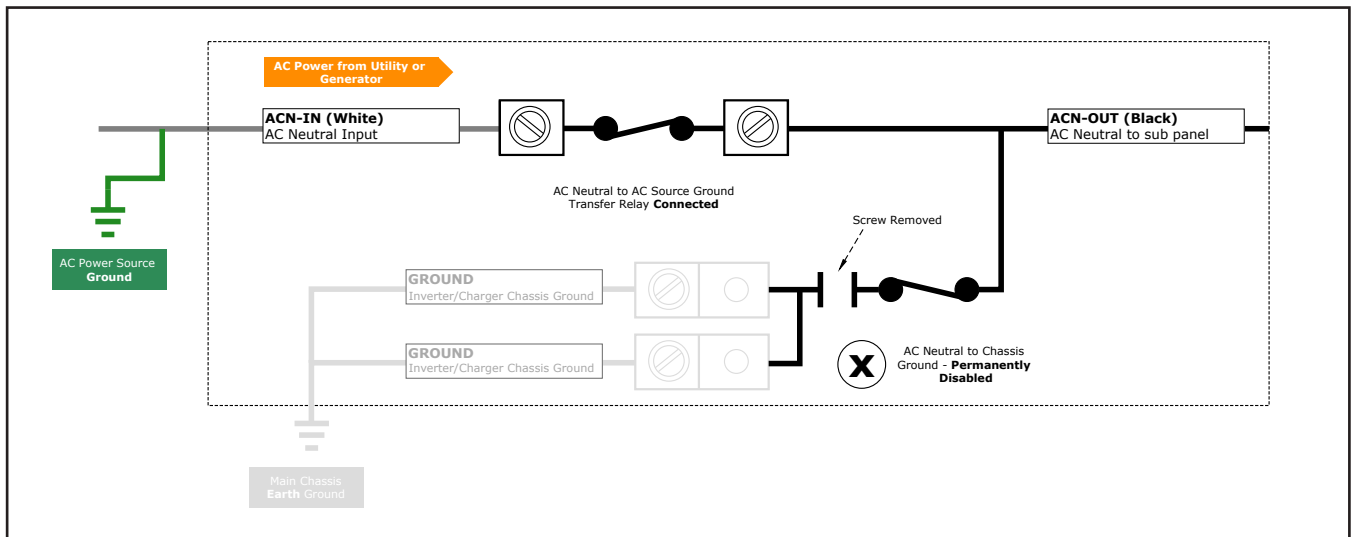 AC Power from Utility or
Generator
ACN-IN (White)
AC Neutral Input
ACN-OUT (Black)
AC Neutral to sub panel
AC Neutral to AC Source Ground
Transfer Relay Connected
Screw Removed
AC Power Source
Ground
GROUND
Inverter/Charger Chassis Ground
GROUND
Inverter/Charger Chassis Ground
X
AC Neutral to Chassis
Ground - Permanently
Disabled
Main Chassis
Earth Ground